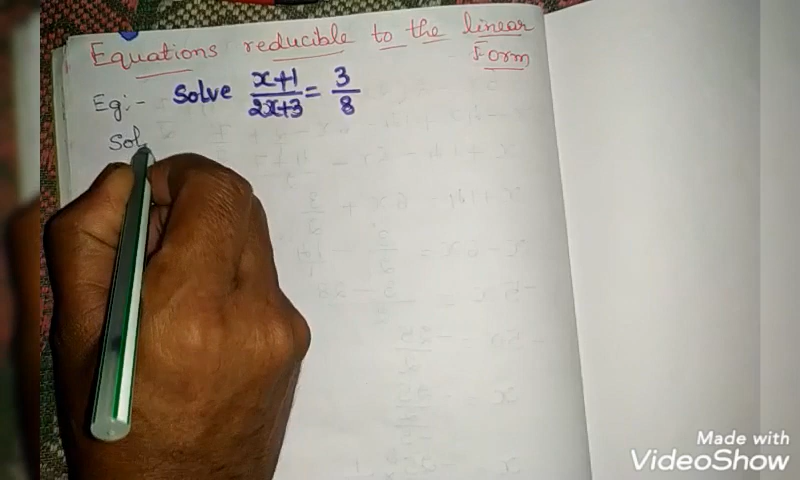 Equations reducible to the linear
Form
Eg:- Solve x+1/2x+3 = 3/8
Sol
Made with
VideoShow